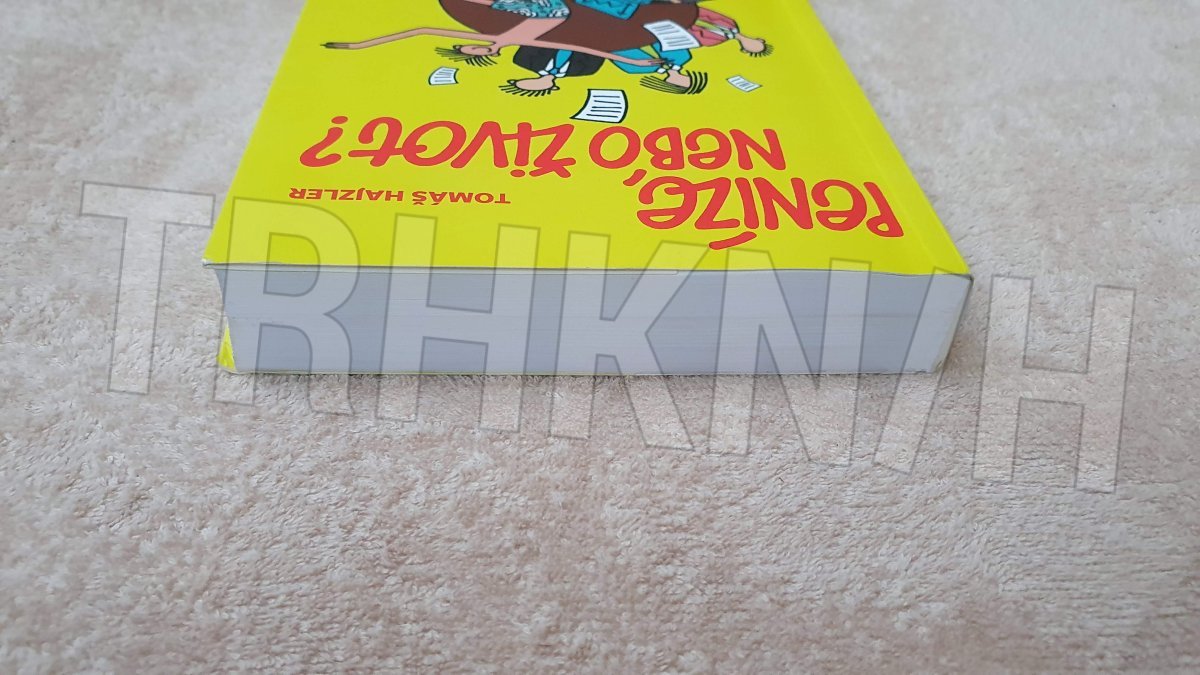 TOMÁŠ HAJZLER
Peníze,
nebo život?
TRHKNIH